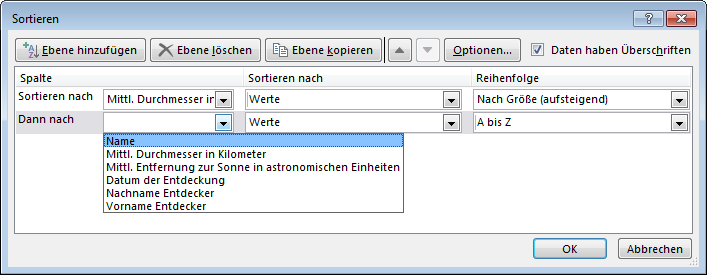 Sortieren
Ebene hinzufügen Ebene löschen Ebene kopieren Optionen... Daten haben Überschriften
Spalte Sortieren nach Reihenfolge
Sortieren nach Mittl. Durchmesser in Werte Nach Größe (aufsteigend)
Dann nach Werte A bis Z
Name
Mittl. Durchmesser in Kilometer
Mittl. Entfernung zur Sonne in astronomischen Einheiten
Datum der Entdeckung
Nachname Entdecker
Vorname Entdecker
OK Abbrechen